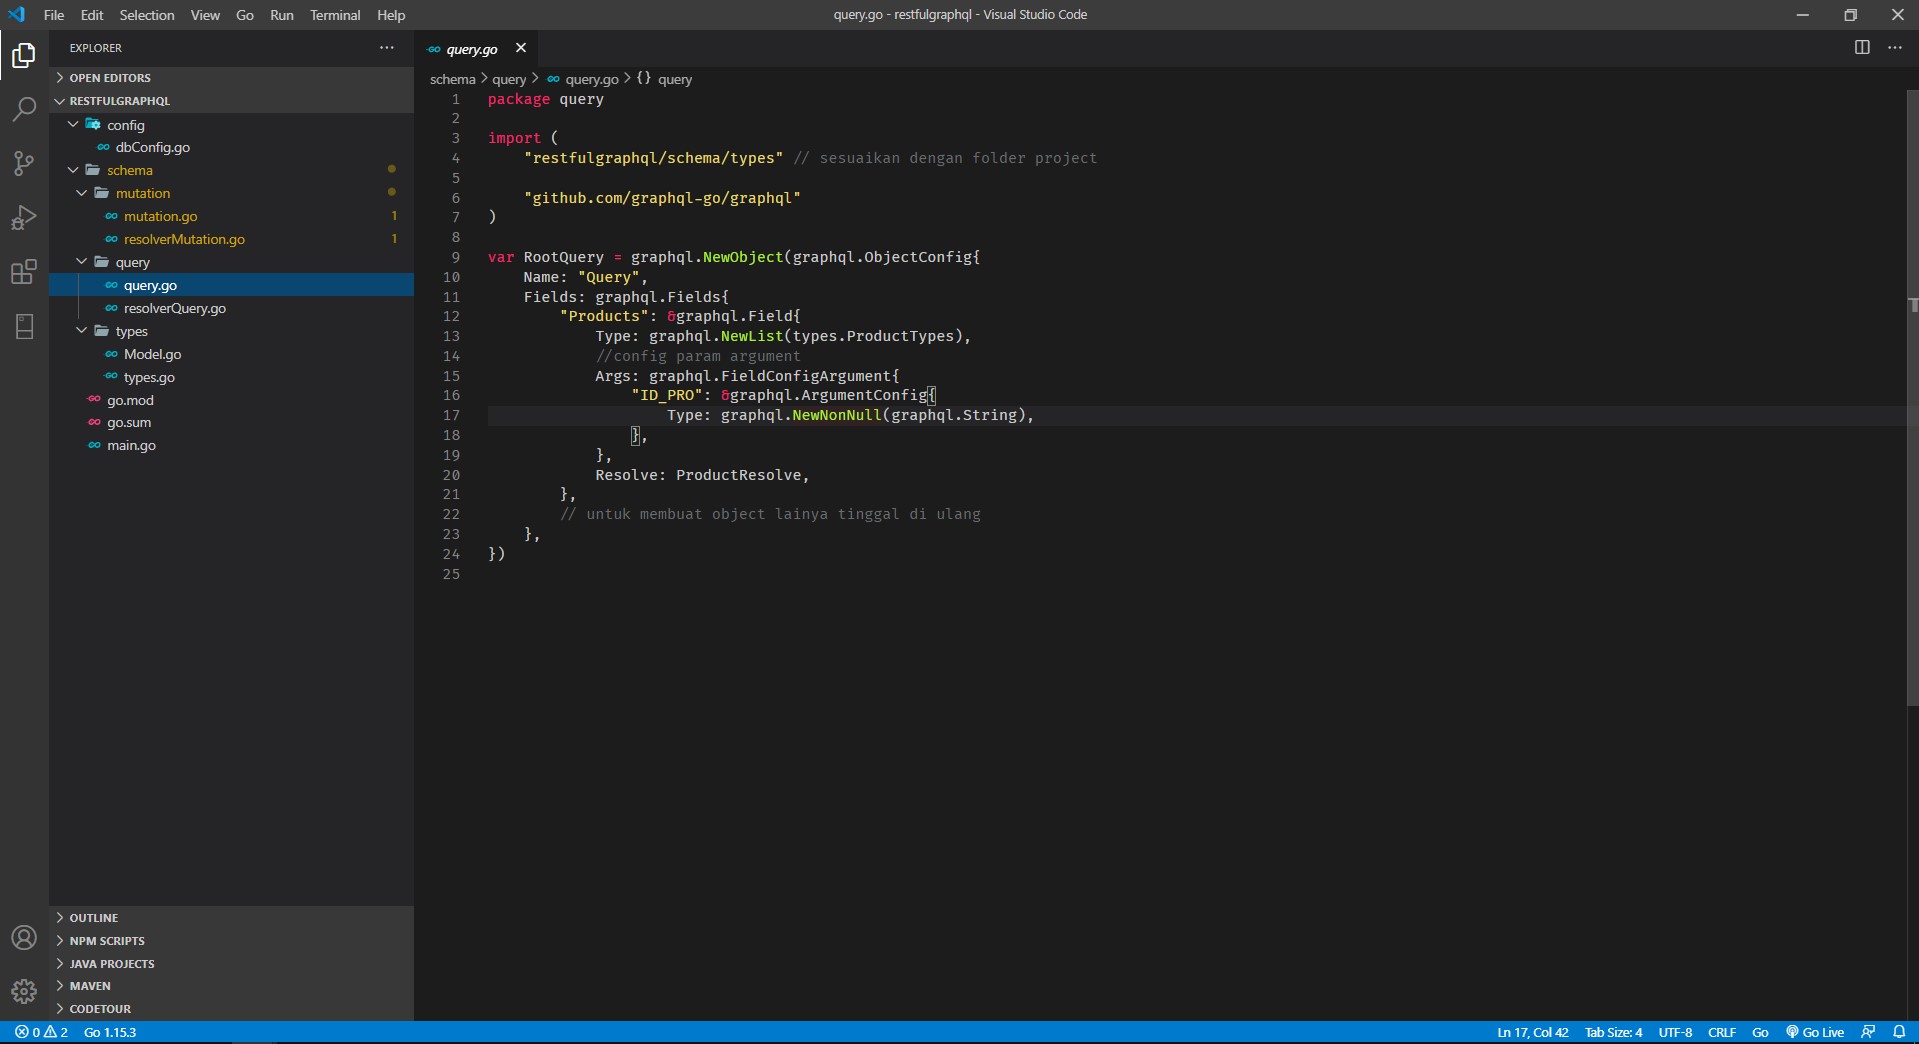 File Edit Selection View Go Run Terminal Help
query.go - restfulgraphql - Visual Studio Code
EXPLORER
OPEN EDITORS
RESTFULGRAPHQL
config
dbConfig.go
schema
mutation
mutation.go 1
resolverMutation.go 1
query
query.go
resolverQuery.go
types
Model.go
types.go
go.mod
go.sum
main.go
OUTLINE
NPM SCRIPTS
JAVA PROJECTS
MAVEN
CODETOUR
query.go
schema > query > query.go > {} query
1 package query
2
3 import (
4 "restfulgraphql/schema/types" // sesuaikan dengan folder project
5
6 "github.com/graphql-go/graphql"
7 )
8
9 var RootQuery = graphql.NewObject(graphql.ObjectConfig{
10 Name: "Query",
11 Fields: graphql.Fields{
12 "Products": &graphql.Field{
13 Type: graphql.NewList(types.ProductTypes),
14 //config param argument
15 Args: graphql.FieldConfigArgument{
16 "ID_PRO": &graphql.ArgumentConfig{
17 Type: graphql.NewNonNull(graphql.String),
18 },
19 },
20 Resolve: ProductResolve,
21 },
22 // untuk membuat object lainya tinggal di ulang
23 },
24 })
25
0 2 Go 1.15.3
Ln 17, Col 42 Tab Size: 4 UTF-8 CRLF Go Go Live